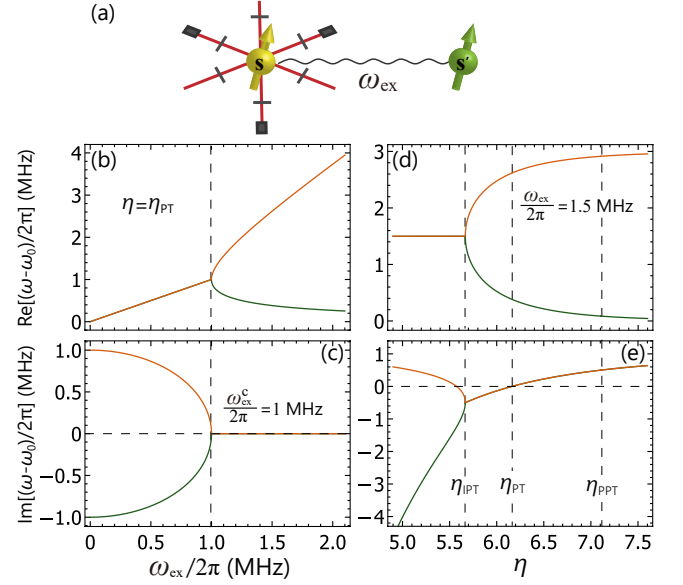 (a)
S
S′
ω_ex
(b)
η=η_PT
Re[(ω-ω₀)/2π] (MHz)
4
3
2
1
0
(d)
ω_ex/2π = 1.5 MHz
3
2
1
0
(c)
ω_ex^c/2π = 1 MHz
Im[(ω-ω₀)/2π] (MHz)
1.0
0.5
0.0
−0.5
−1.0
0 0.5 1.0 1.5 2.0
ω_ex/2π (MHz)
(e)
1
0
−1
−2
−3
−4
η_IPT η_PT η_PPT
5.0 5.5 6.0 6.5 7.0 7.5
η